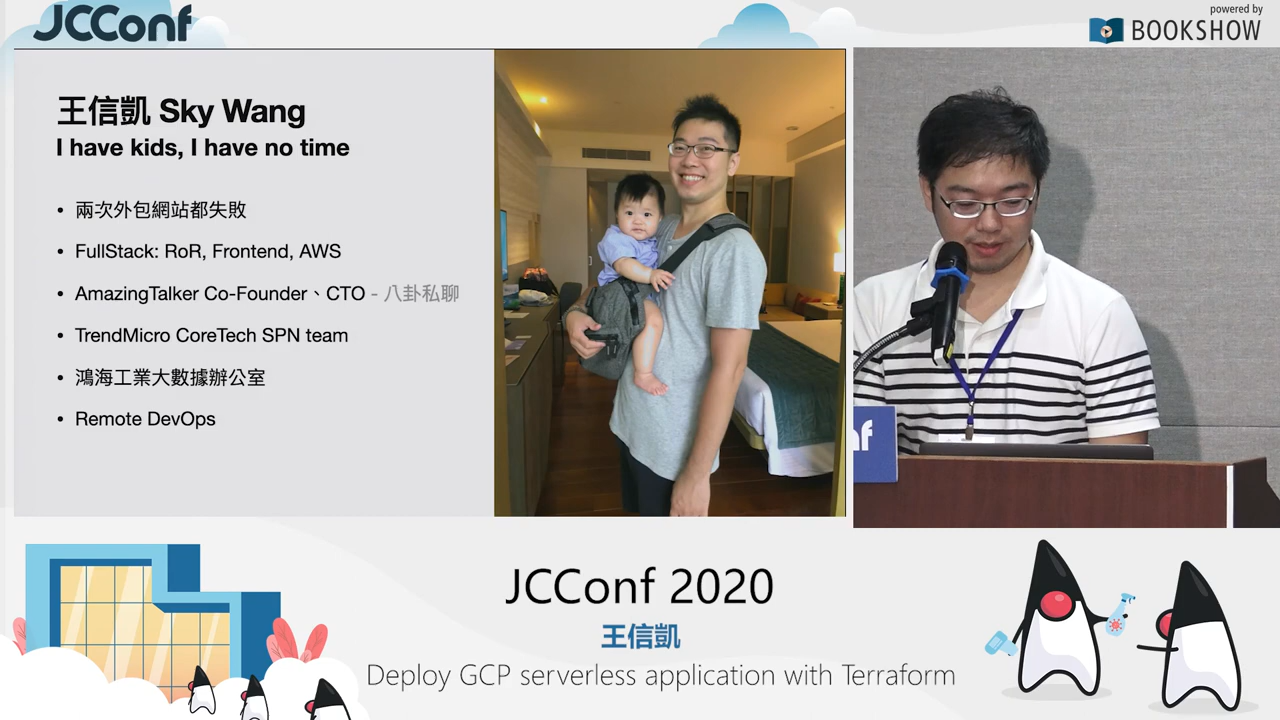 JCConf
powered by
BOOKSHOW
王信凱 Sky Wang
I have kids, I have no time
• 兩次外包網站都失敗
• FullStack: RoR, Frontend, AWS
• AmazingTalker Co-Founder、CTO - 八卦私聊
• TrendMicro CoreTech SPN team
• 鴻海工業大數據辦公室
• Remote DevOps
nf
JCConf 2020
王信凱
Deploy GCP serverless application with Terraform